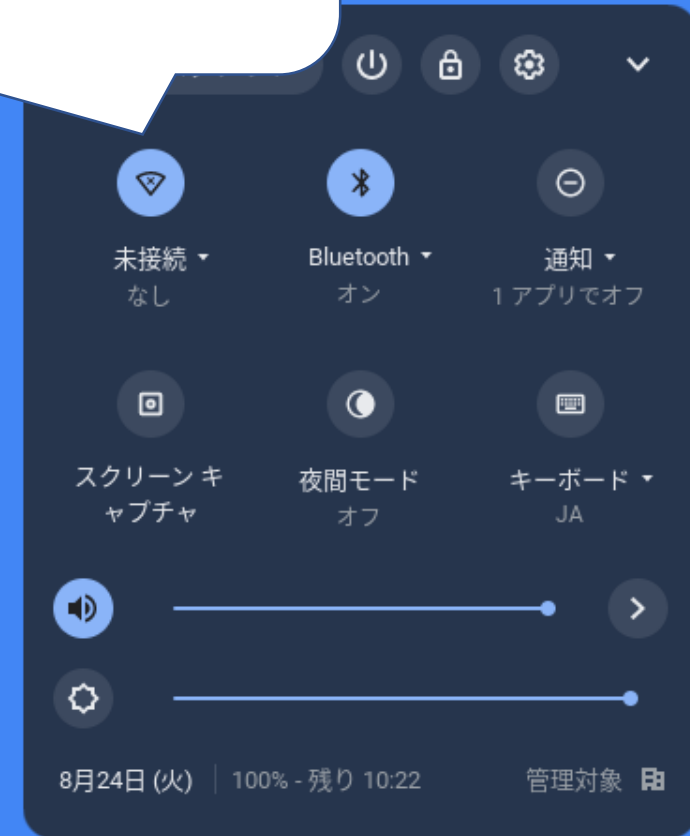 未接続
Bluetooth
通知
なし
オン
1 アプリでオフ
スクリーン キ
ャプチャ
夜間モード
キーボード
オフ
JA
8月24日 (火)
100% - 残り 10:22
管理対象